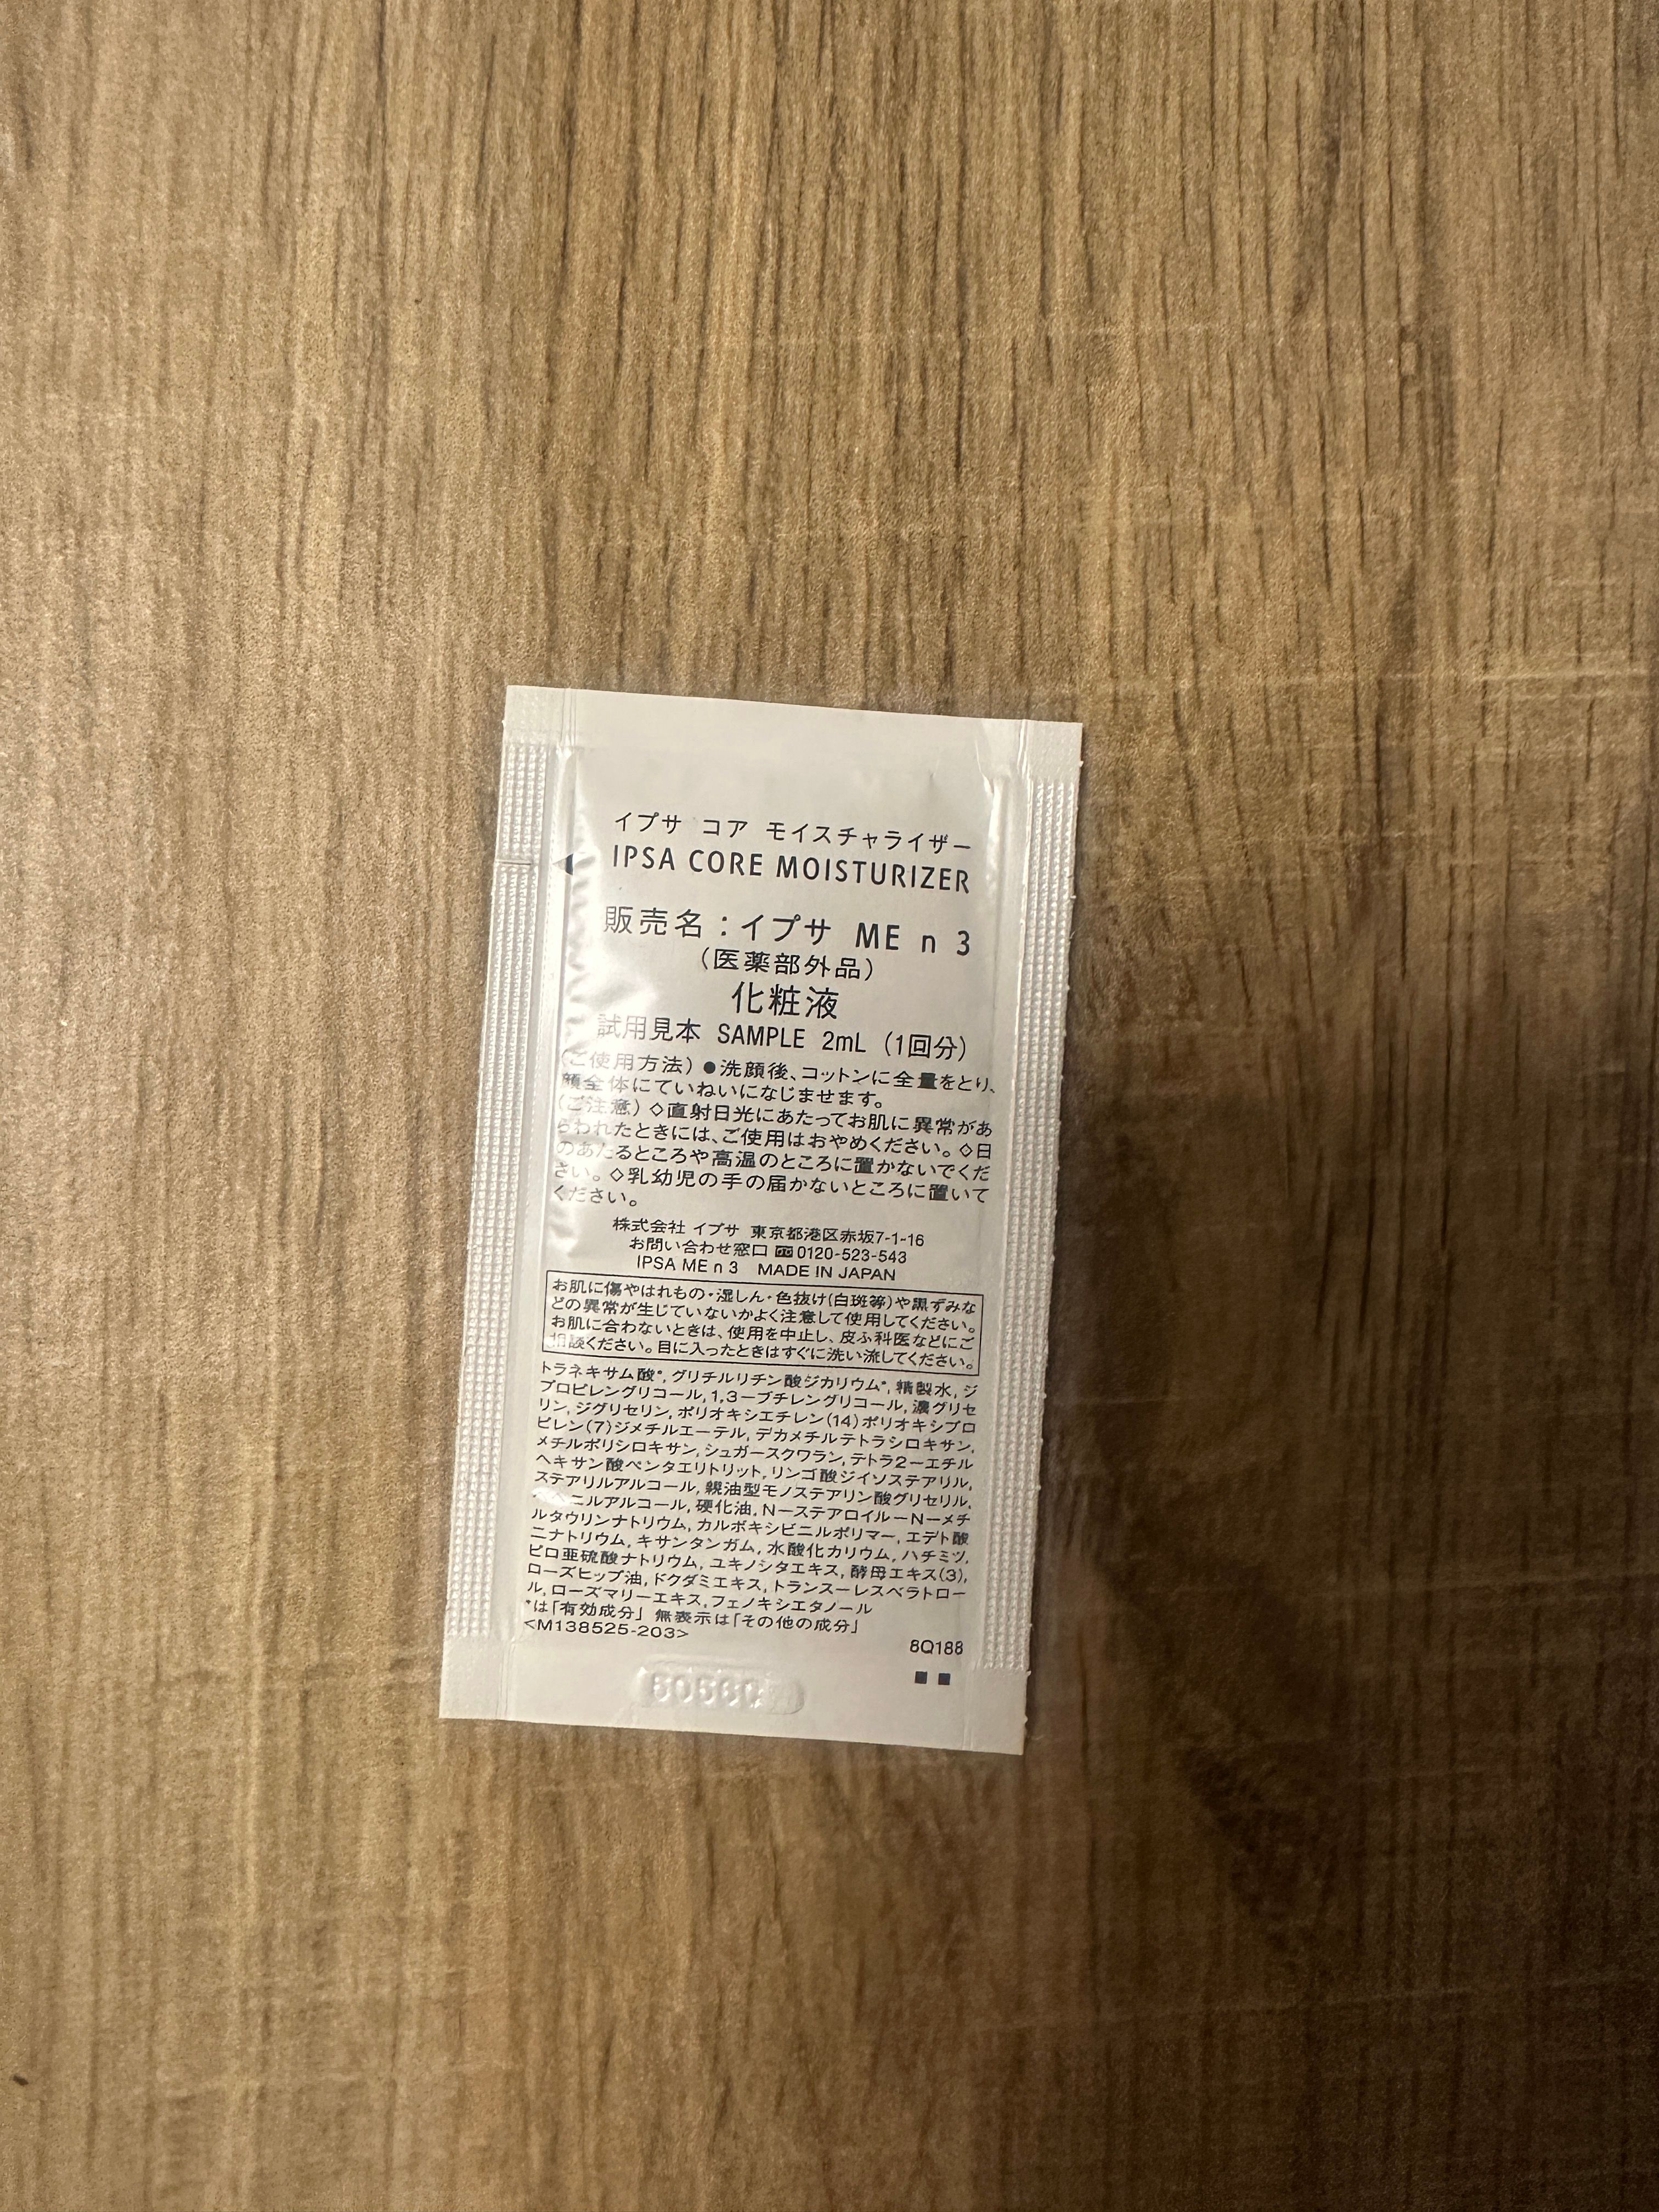 イプサ コア モイスチャライザー
IPSA CORE MOISTURIZER
販売名：イプサ ME n 3
（医薬部外品）
化粧液
試用見本 SAMPLE 2mL（1回分）
（ご使用方法）●洗顔後、コットンに全量をとり、
顔全体にていねいになじませます。
（ご注意）◇直射日光にあたってお肌に異常があ
らわれたときには、ご使用はおやめください。◇日
のあたるところや高温のところに置かないでくだ
さい。◇乳幼児の手の届かないところに置いて
ください。
株式会社 イプサ 東京都港区赤坂7-1-16
お問い合わせ窓口 0120-523-543
IPSA ME n 3 MADE IN JAPAN
お肌に傷やはれもの・湿しん・色抜け(白斑等)や黒ずみな
どの異常が生じていないかよく注意して使用してください。
お肌に合わないときは、使用を中止し、皮ふ科医などにご
相談ください。目に入ったときはすぐに洗い流してください。
トラネキサム酸*, グリチルリチン酸ジカリウム*, 精製水, ジ
プロピレングリコール, 1,3−ブチレングリコール, 濃グリセ
リン, ジグリセリン, ポリオキシエチレン(14)ポリオキシプロ
ピレン(7)ジメチルエーテル, デカメチルテトラシロキサン,
メチルポリシロキサン, シュガースクワラン, テトラ2−エチル
ヘキサン酸ペンタエリトリット, リンゴ酸ジイソステアリル,
ステアリルアルコール, 親油型モノステアリン酸グリセリル,
ニルアルコール, 硬化油, N−ステアロイル−N−メチ
ルタウリンナトリウム, カルボキシビニルポリマー, エデト酸
二ナトリウム, キサンタンガム, 水酸化カリウム, ハチミツ,
ピロ亜硫酸ナトリウム, ユキノシタエキス, 酵母エキス(3),
ローズヒップ油, ドクダミエキス, トランス−レスベラトロー
ル, ローズマリーエキス, フェノキシエタノール
*は「有効成分」 無表示は「その他の成分」
<M138525-203>
8Q188